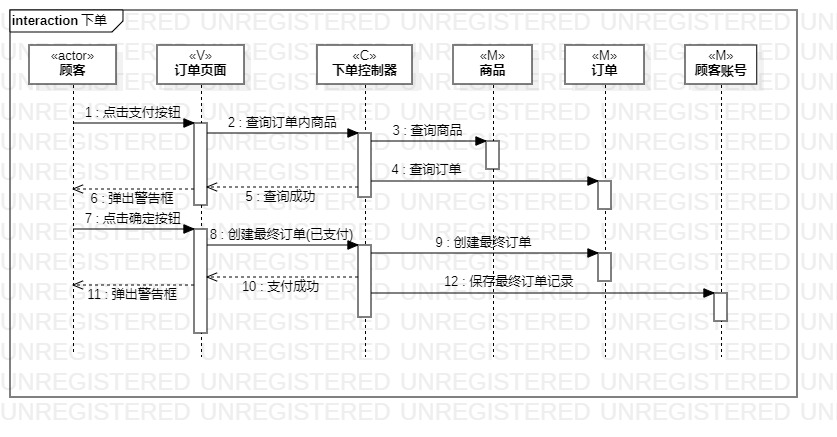 interaction 下单
«actor»
顾客
«V»
订单页面
«C»
下单控制器
«M»
商品
«M»
订单
«M»
顾客账号
1 : 点击支付按钮
2 : 查询订单内商品
3 : 查询商品
4 : 查询订单
5 : 查询成功
6 : 弹出警告框
7 : 点击确定按钮
8 : 创建最终订单(已支付)
9 : 创建最终订单
10 : 支付成功
11 : 弹出警告框
12 : 保存最终订单记录
UNREGISTERED UNREGISTERED UNREGISTERED UNREGISTERED UN